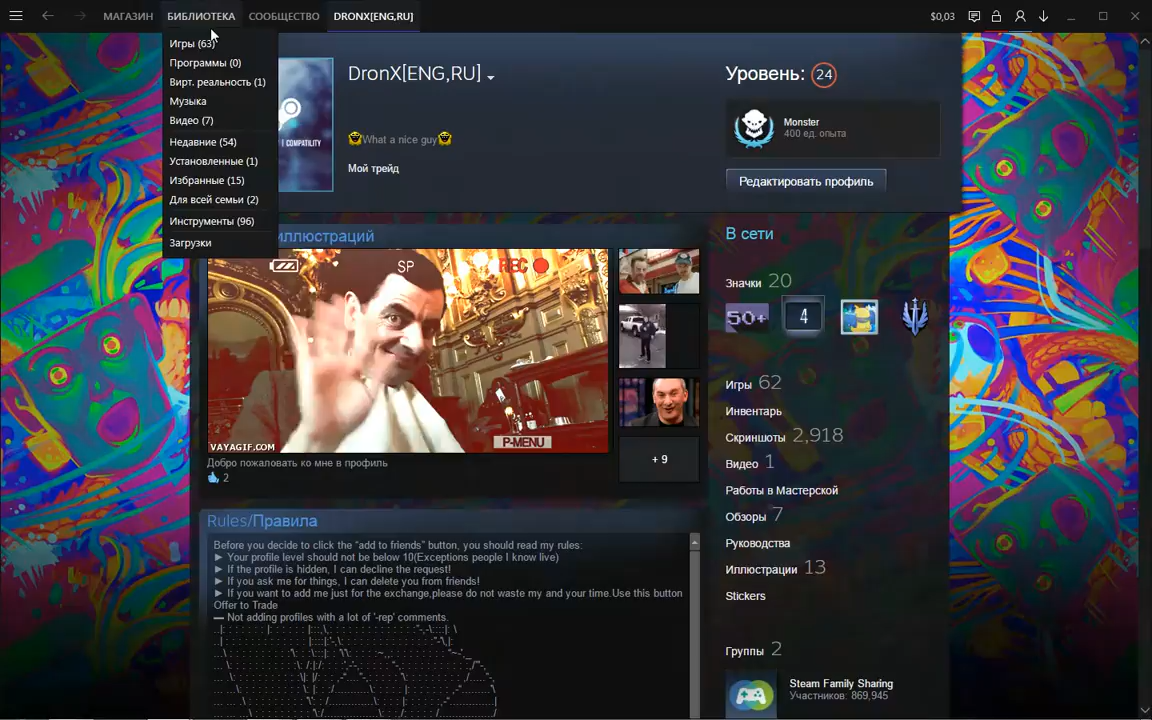 МАГАЗИН БИБЛИОТЕКА СООБЩЕСТВО DRONX[ENG,RU] $0,03
Игры (63)
Программы (0)
Вирт. реальность (1)
Музыка
Видео (7)
Недавние (54)
Установленные (1)
Избранные (15)
Для всей семьи (2)
Инструменты (96)
Загрузки
| COMPATIBILITY
DronX[ENG,RU]
What a nice guy
Мой трейд
Уровень: 24
Monster
400 ед. опыта
Редактировать профиль
иллюстраций
SP REC
P-MENU
VAYAGIF.COM
+ 9
Добро пожаловать ко мне в профиль
2
Rules/Правила
Before you decide to click the “add to friends” button, you should read my rules:
► Your profile level should not be below 10(Exceptions people I know live)
► If the profile is hidden, I can decline the request!
► If you ask me for things, I can delete you from friends!
► If you want to add me just for the exchange,please do not waste my and your time.Use this button
Offer to Trade
— Not adding profiles with a lot of '-rep' comments.
В сети
Значки 20
50+ 4
Игры 62
Инвентарь
Скриншоты 2,918
Видео 1
Работы в Мастерской
Обзоры 7
Руководства
Иллюстрации 13
Stickers
Группы 2
Steam Family Sharing
Участников: 869,945